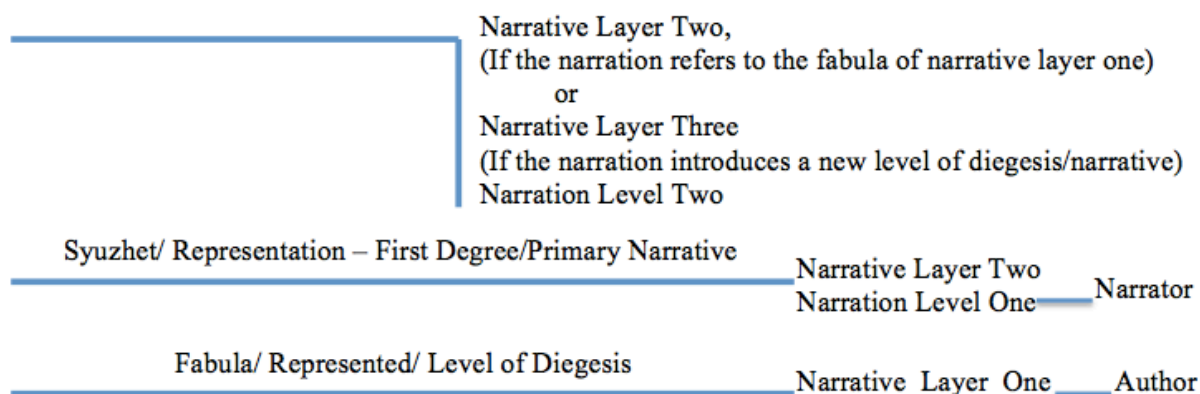 Narrative Layer Two,
(If the narration refers to the fabula of narrative layer one)
or
Narrative Layer Three
(If the narration introduces a new level of diegesis/narrative)
Narration Level Two
Syuzhet/ Representation – First Degree/Primary Narrative
Narrative Layer Two
Narration Level One
Narrator
Fabula/ Represented/ Level of Diegesis
Narrative Layer One
Author